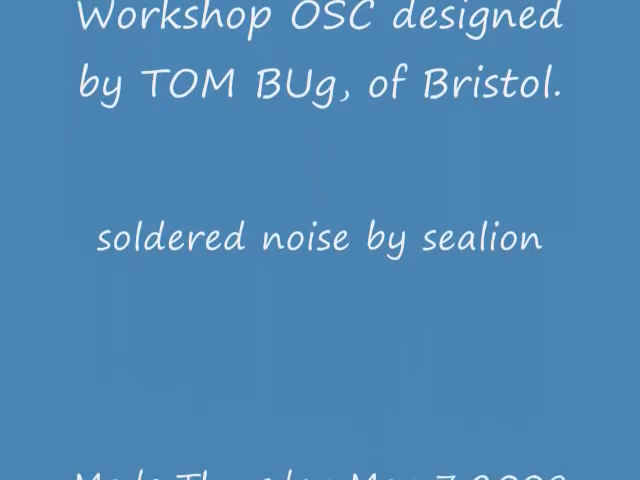 Workshop OSC designed
by TOM BUg, of Bristol.
soldered noise by sealion